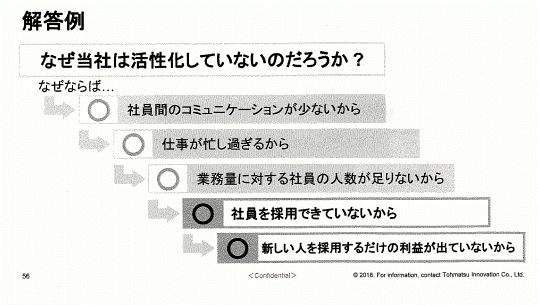 解答例
なぜ当社は活性化していないのだろうか？
なぜならば…
社員間のコミュニケーションが少ないから
仕事が忙し過ぎるから
業務量に対する社員の人数が足りないから
社員を採用できていないから
新しい人を採用するだけの利益が出ていないから
56
<Confidential>
© 2018. For information, contact Tohmatsu Innovation Co., Ltd.